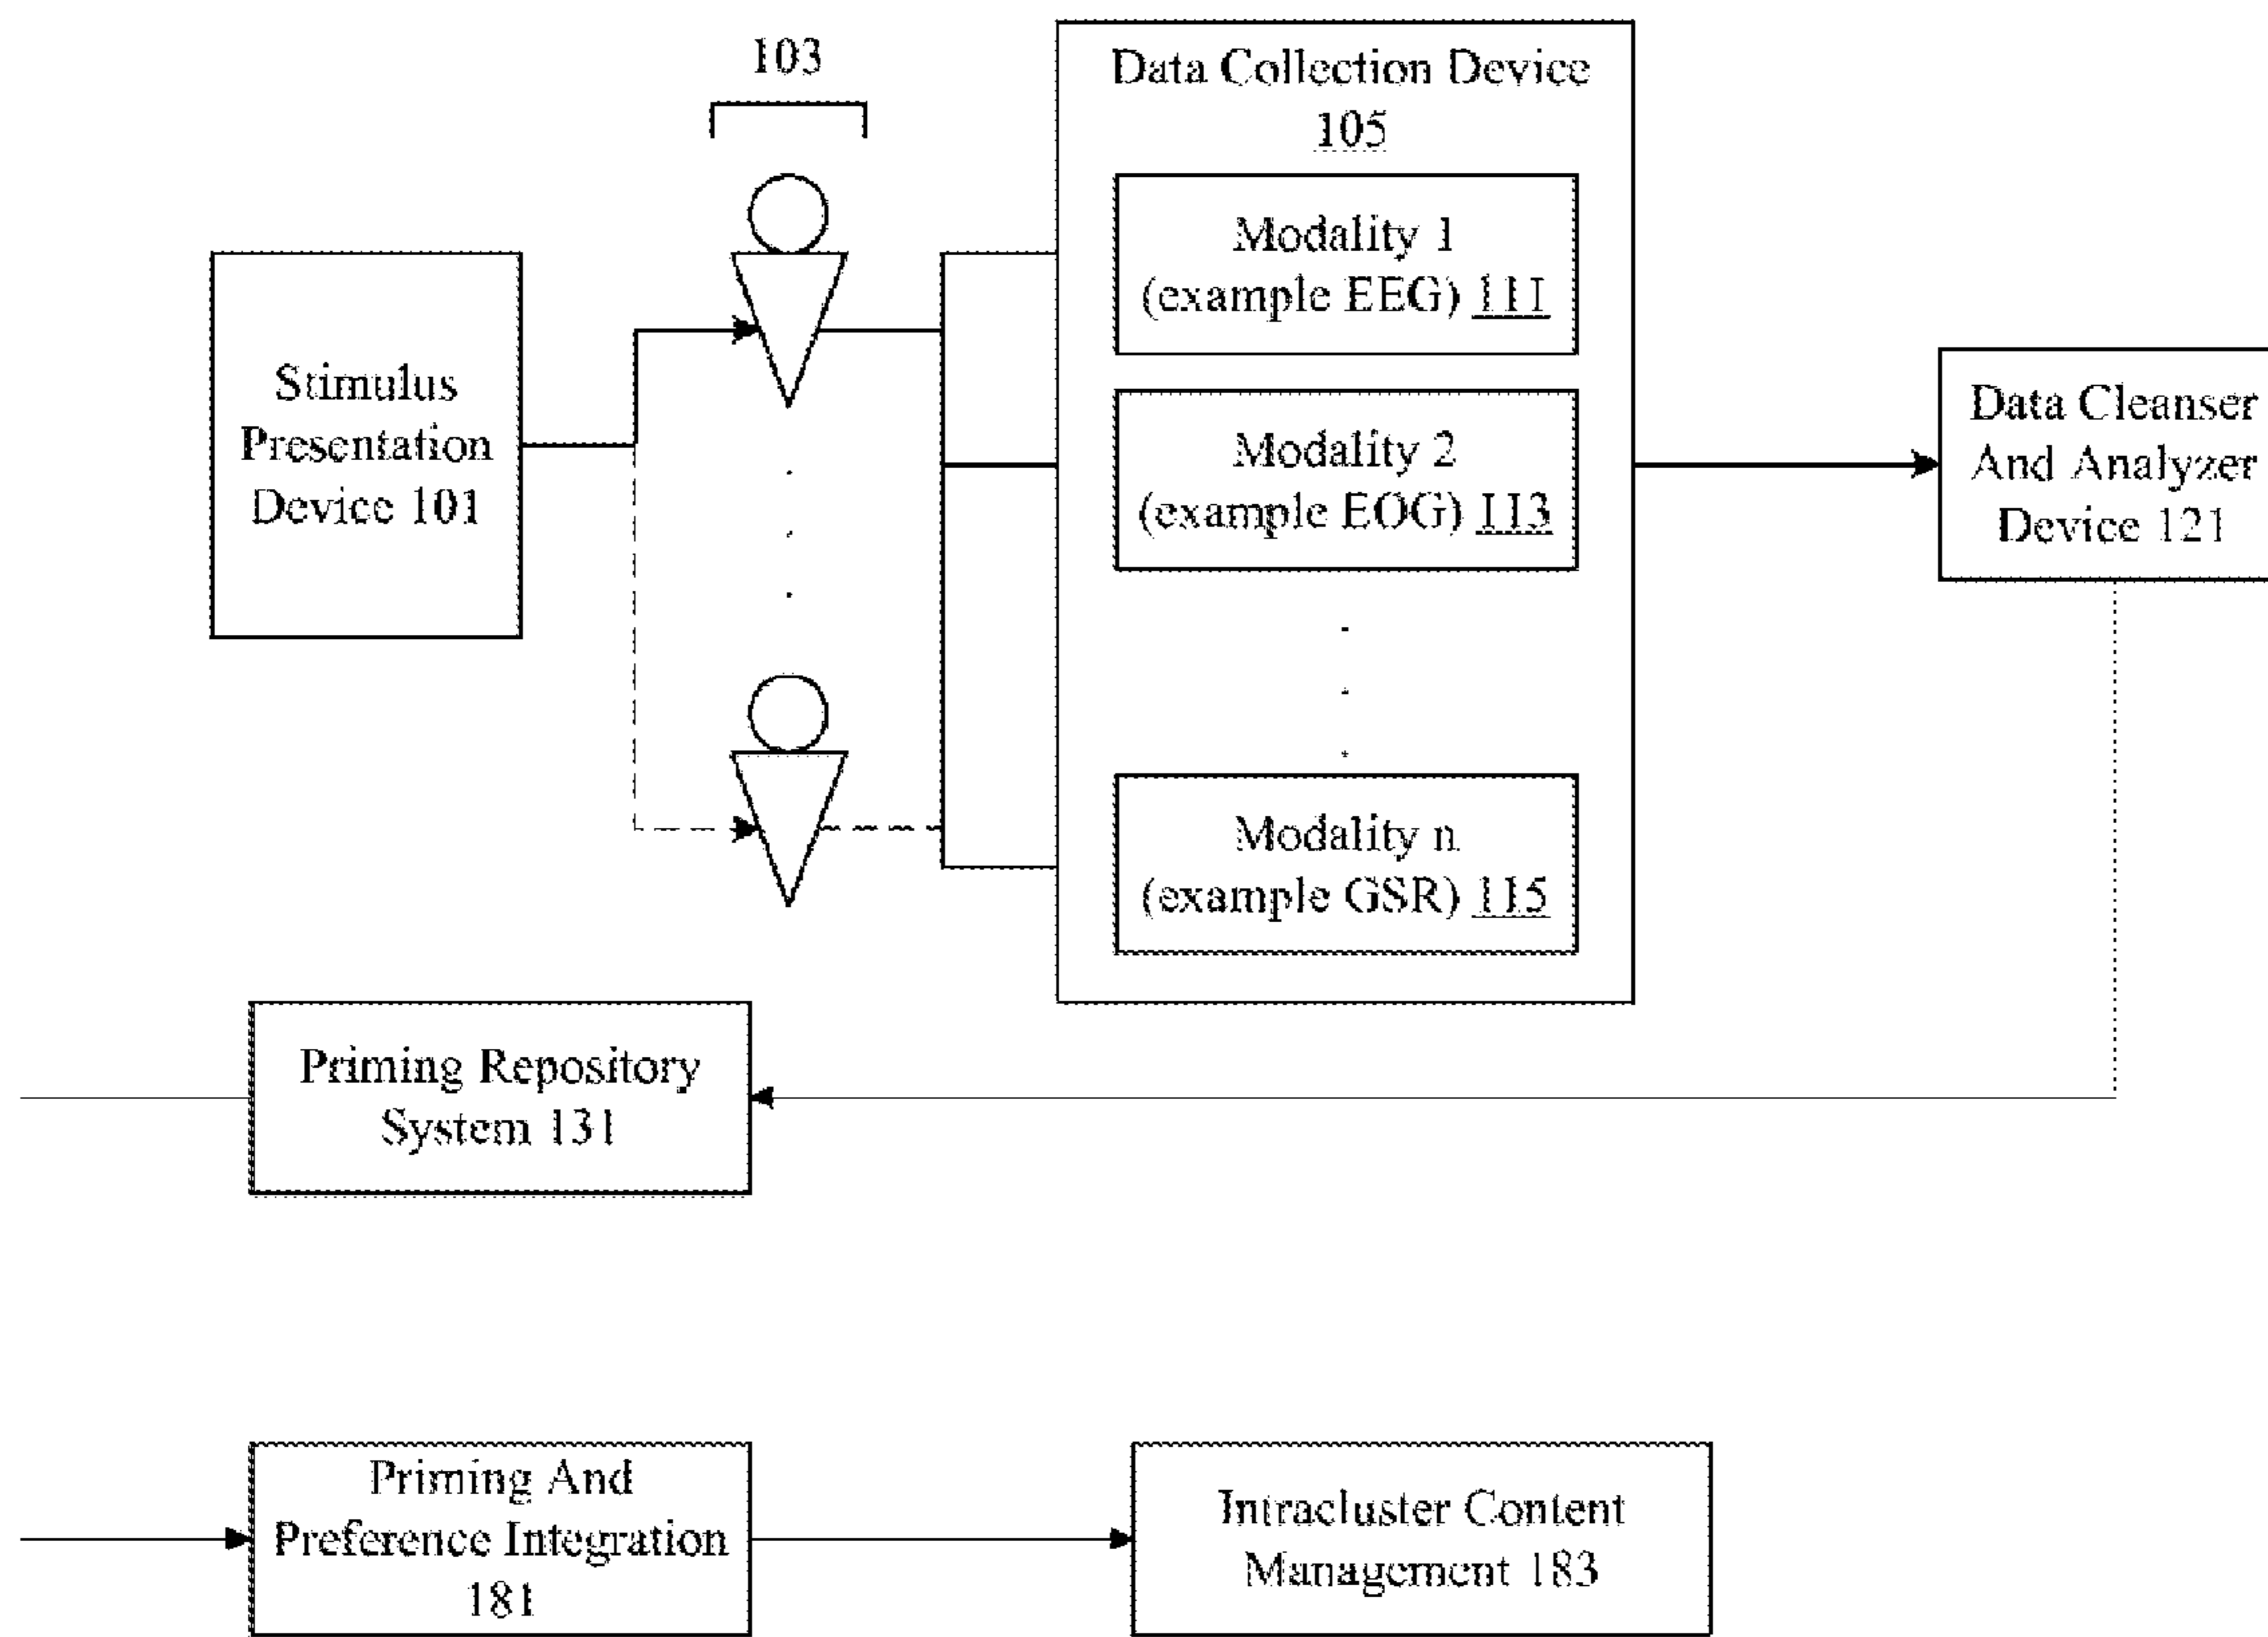 103
Data Collection Device
105
Modality 1
(example EEG) 111
Stimulus
Presentation
Device 101
Modality 2
(example EOG) 113
Data Cleanser
And Analyzer
Device 121
Modality n
(example GSR) 115
Priming Repository
System 131
Priming And
Preference Integration
181
Intracluster Content
Management 183